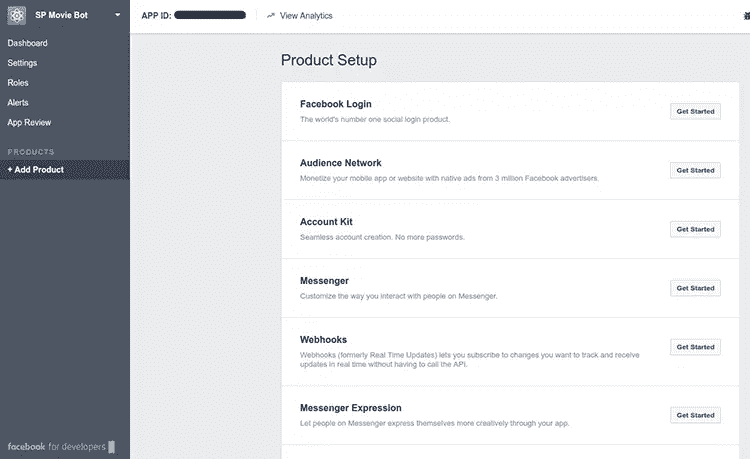 SP Movie Bot
APP ID:
View Analytics
Dashboard
Settings
Roles
Alerts
App Review
PRODUCTS
+ Add Product
Product Setup
Facebook Login
The world's number one social login product.
Get Started
Audience Network
Monetize your mobile app or website with native ads from 3 million Facebook advertisers.
Get Started
Account Kit
Seamless account creation. No more passwords.
Get Started
Messenger
Customize the way you interact with people on Messenger.
Get Started
Webhooks
Webhooks (formerly Real Time Updates) lets you subscribe to changes you want to track and receive
updates in real time without having to call the API.
Get Started
Messenger Expression
Let people on Messenger express themselves more creatively through your app.
Get Started
facebook for developers